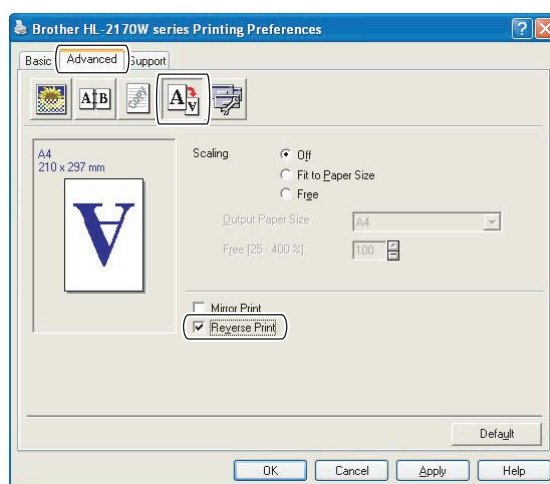 Brother HL-2170W series Printing Preferences
Basic Advanced Support
A B
A A
A4
210 x 297 mm
A
Scaling
Off
Fit to Paper Size
Free
Output Paper Size A4
Free [25 - 400 %] 100
Mirror Print
Reverse Print
Default
OK Cancel Apply Help